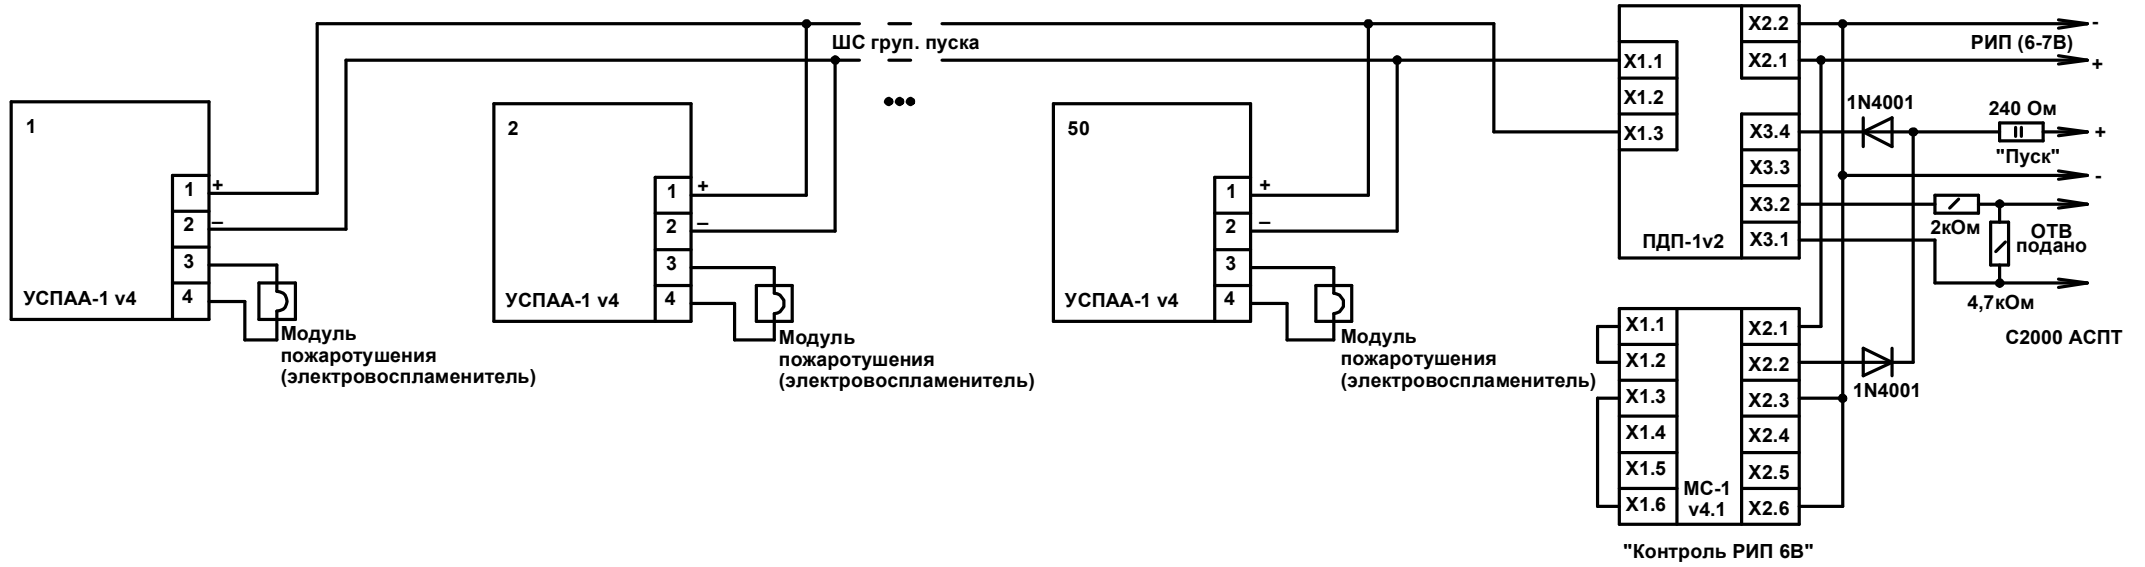 ШС груп. пуска
1
1
+
2
–
3
4
УСПАА-1 v4
Модуль
пожаротушения
(электровоспламенитель)
2
1
+
2
–
3
4
УСПАА-1 v4
Модуль
пожаротушения
(электровоспламенитель)
50
1
+
2
–
3
4
УСПАА-1 v4
Модуль
пожаротушения
(электровоспламенитель)
X1.1
X1.2
X1.3
X2.2
X2.1
X3.4
X3.3
X3.2
X3.1
ПДП-1v2
-
РИП (6-7В)
+
1N4001
240 Ом
+
"Пуск"
-
2кОм
ОТВ
подано
4,7кОм
С2000 АСПТ
1N4001
X1.1
X1.2
X1.3
X1.4
X1.5
X1.6
X2.1
X2.2
X2.3
X2.4
X2.5
X2.6
МС-1
v4.1
"Контроль РИП 6В"